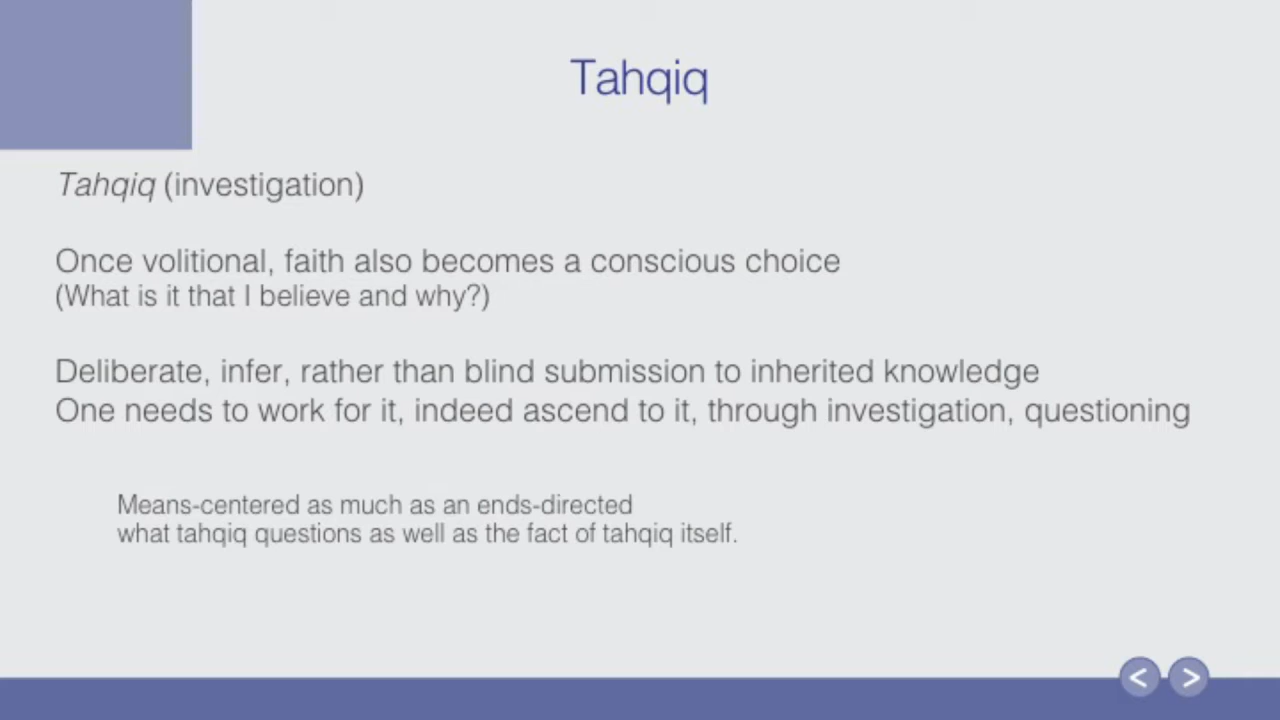 Tahqiq
Tahqiq (investigation)
Once volitional, faith also becomes a conscious choice
(What is it that I believe and why?)
Deliberate, infer, rather than blind submission to inherited knowledge
One needs to work for it, indeed ascend to it, through investigation, questioning
Means-centered as much as an ends-directed
what tahqiq questions as well as the fact of tahqiq itself.